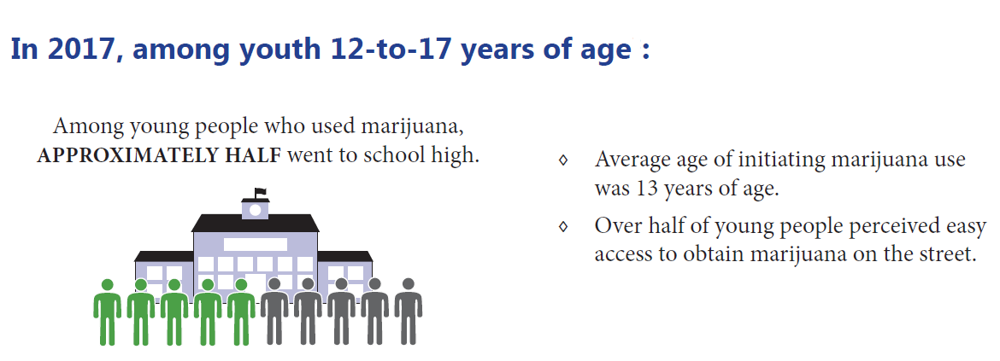 In 2017, among youth 12-to-17 years of age :
Among young people who used marijuana,
APPROXIMATELY HALF went to school high.
◊ Average age of initiating marijuana use
was 13 years of age.
◊ Over half of young people perceived easy
access to obtain marijuana on the street.